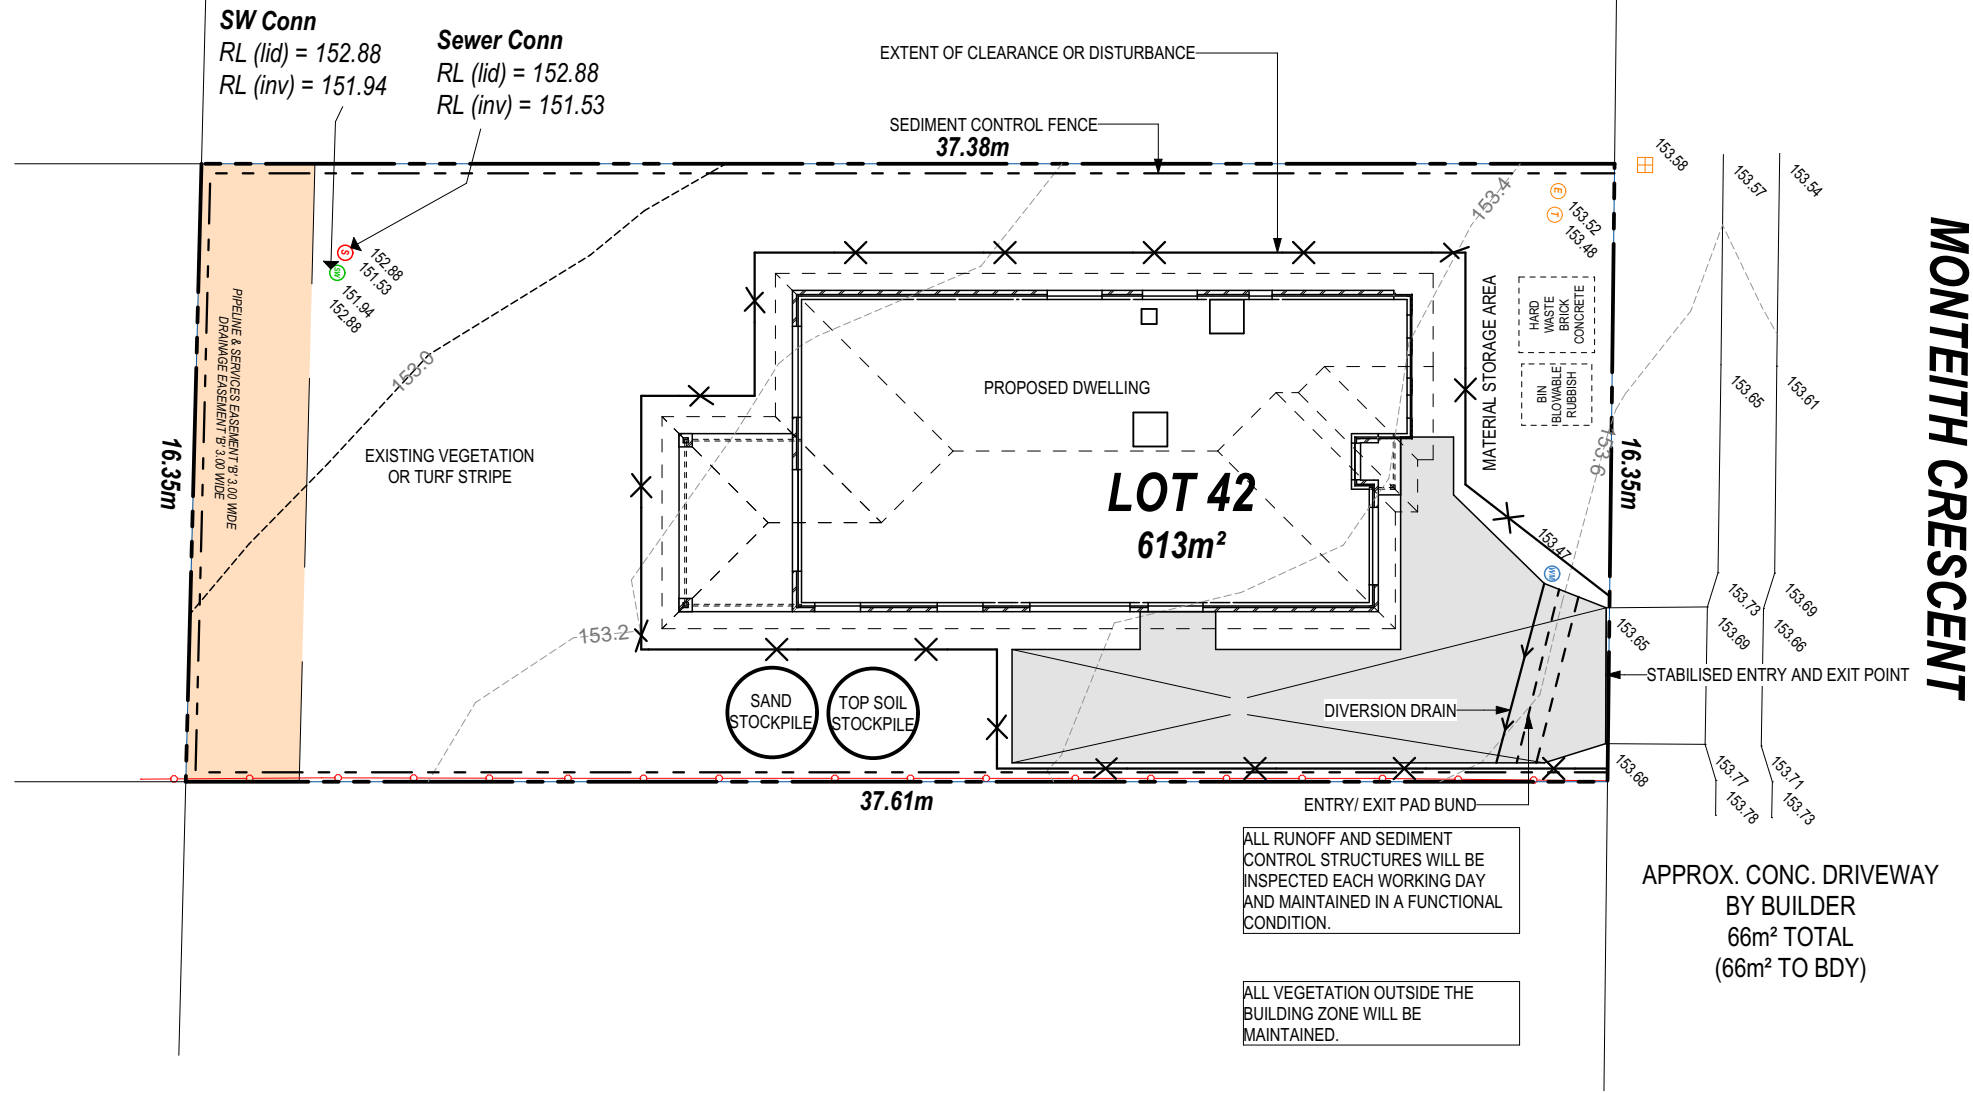 SW Conn
RL (lid) = 152.88
RL (inv) = 151.94
Sewer Conn
RL (lid) = 152.88
RL (inv) = 151.53
EXTENT OF CLEARANCE OR DISTURBANCE
SEDIMENT CONTROL FENCE
37.38m
153.58
153.57
153.54
E
T
153.52
153.48
153.4
S
SW
152.88
151.53
151.94
152.88
PIPELINE & SERVICES EASEMENT 'B' 3.00 WIDE
DRAINAGE EASEMENT 'B' 3.00 WIDE
153.0
16.35m
EXISTING VEGETATION
OR TURF STRIPE
PROPOSED DWELLING
LOT 42
613m²
MATERIAL STORAGE AREA
HARD
WASTE
BRICK
CONCRETE
BIN
BLOWABLE
RUBBISH
153.65
153.61
153.6
16.35m
MONTEITH CRESCENT
153.47
WM
153.2
153.73
153.69
153.65
153.69
153.66
STABILISED ENTRY AND EXIT POINT
SAND
STOCKPILE
TOP SOIL
STOCKPILE
DIVERSION DRAIN
153.68
153.77
153.71
153.78
153.73
37.61m
ENTRY/ EXIT PAD BUND
ALL RUNOFF AND SEDIMENT
CONTROL STRUCTURES WILL BE
INSPECTED EACH WORKING DAY
AND MAINTAINED IN A FUNCTIONAL
CONDITION.
APPROX. CONC. DRIVEWAY
BY BUILDER
66m² TOTAL
(66m² TO BDY)
ALL VEGETATION OUTSIDE THE
BUILDING ZONE WILL BE
MAINTAINED.